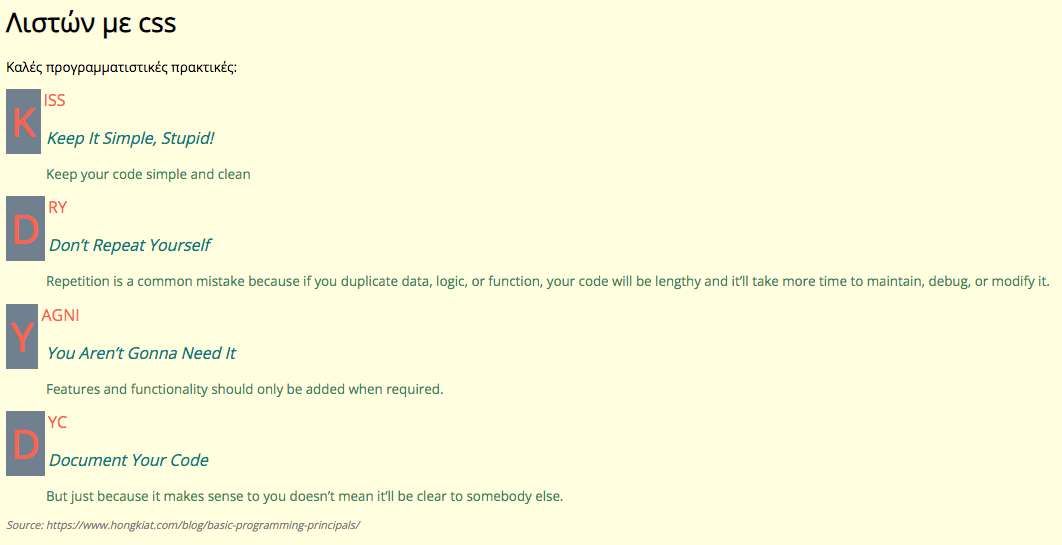 Λιστών με css
Καλές προγραμματιστικές πρακτικές:
KISS
Keep It Simple, Stupid!
Keep your code simple and clean
DRY
Don’t Repeat Yourself
Repetition is a common mistake because if you duplicate data, logic, or function, your code will be lengthy and it’ll take more time to maintain, debug, or modify it.
YAGNI
You Aren’t Gonna Need It
Features and functionality should only be added when required.
DYC
Document Your Code
But just because it makes sense to you doesn’t mean it’ll be clear to somebody else.
Source: https://www.hongkiat.com/blog/basic-programming-principals/